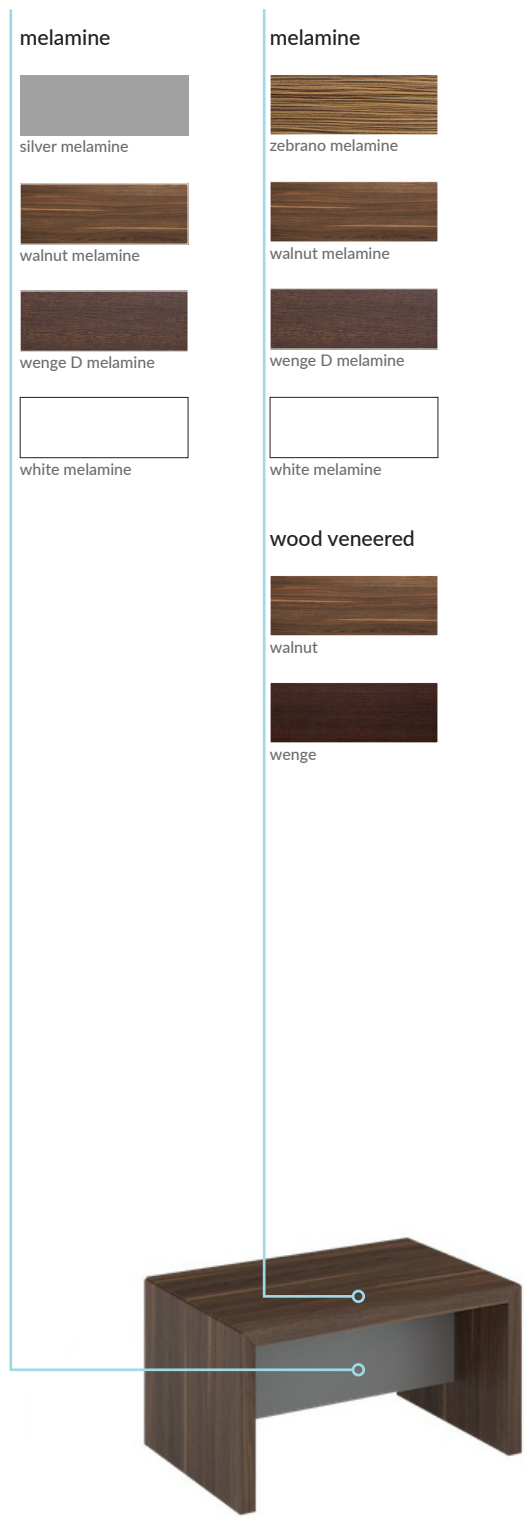 melamine
silver melamine
walnut melamine
wenge D melamine
white melamine
melamine
zebrano melamine
walnut melamine
wenge D melamine
white melamine
wood veneered
walnut
wenge